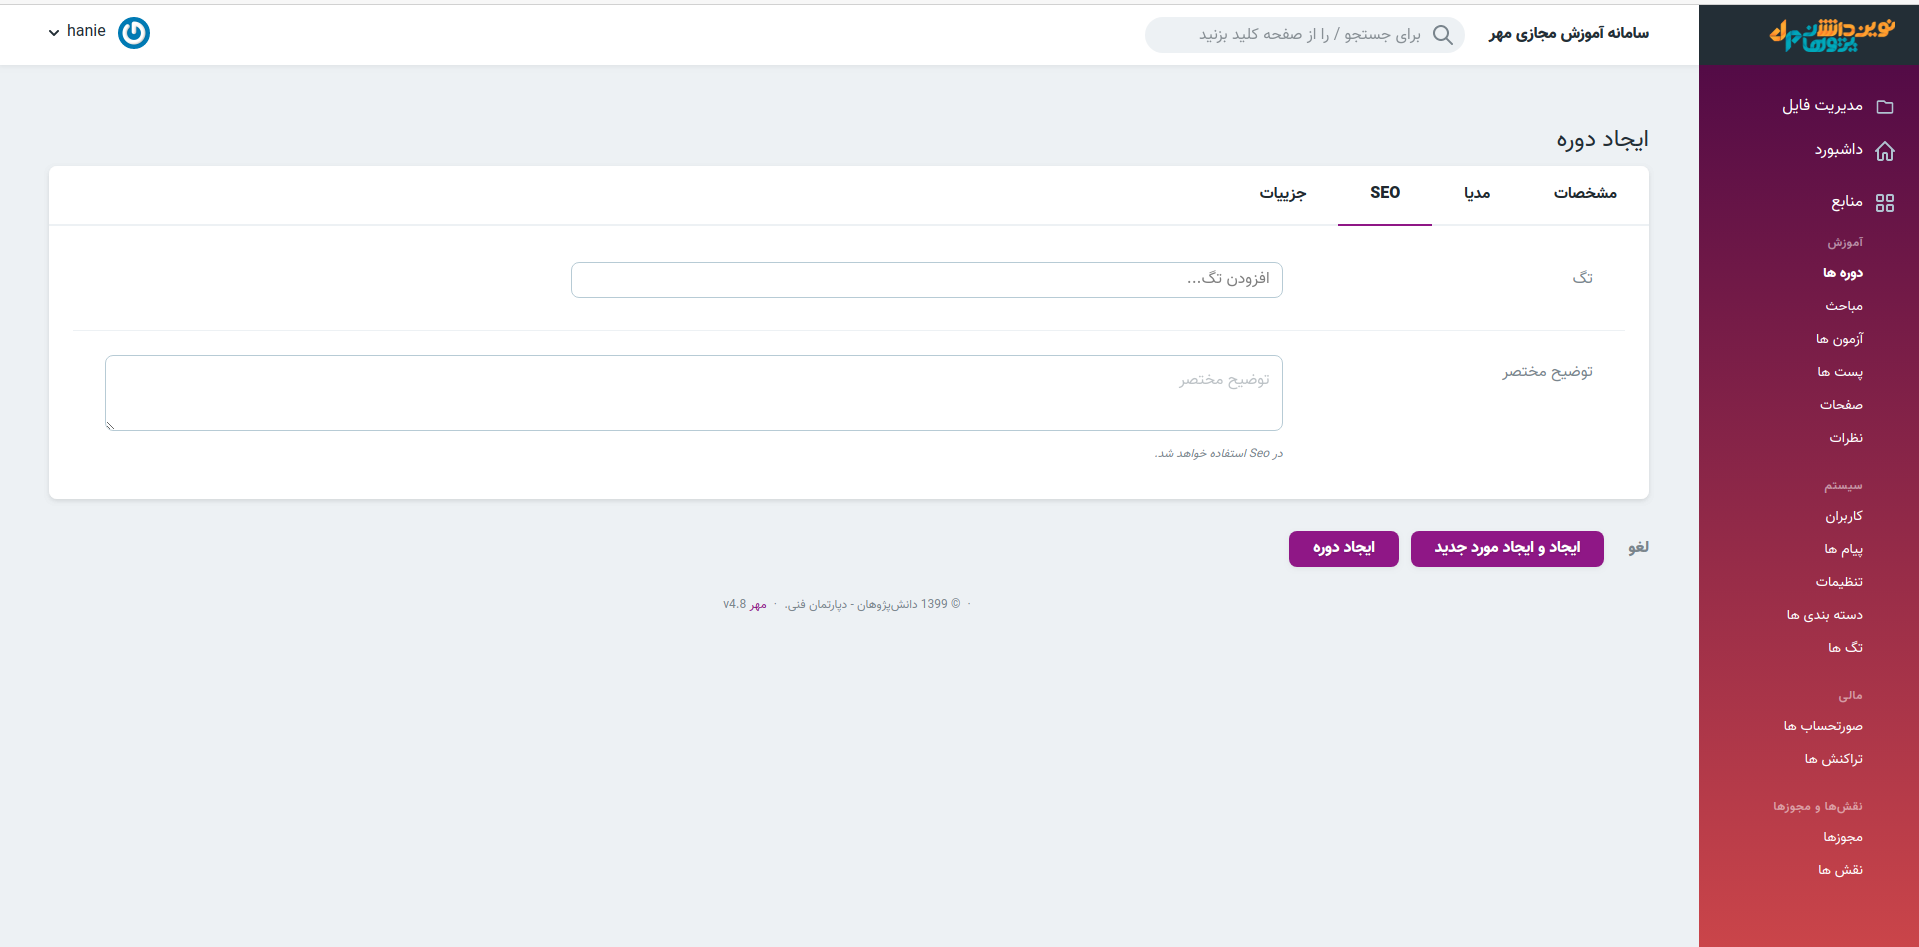 نوین دانش پژوهان
سامانه آموزش مجازی مهر
برای جستجو / را از صفحه کلید بزنید
hanie
مدیریت فایل
داشبورد
منابع
آموزش
دوره ها
مباحث
آزمون ها
پست ها
صفحات
نظرات
سیستم
کاربران
پیام ها
تنظیمات
دسته بندی ها
تگ ها
مالی
صورتحساب ها
تراکنش ها
نقش‌ها و مجوزها
مجوزها
نقش ها
ایجاد دوره
مشخصات
مدیا
SEO
جزییات
تگ
افزودن تگ...
توضیح مختصر
توضیح مختصر
در Seo استفاده خواهد شد.
لغو
ایجاد و ایجاد مورد جدید
ایجاد دوره
· © 1399 دانش‌پژوهان - دپارتمان فنی. · مهر v4.8